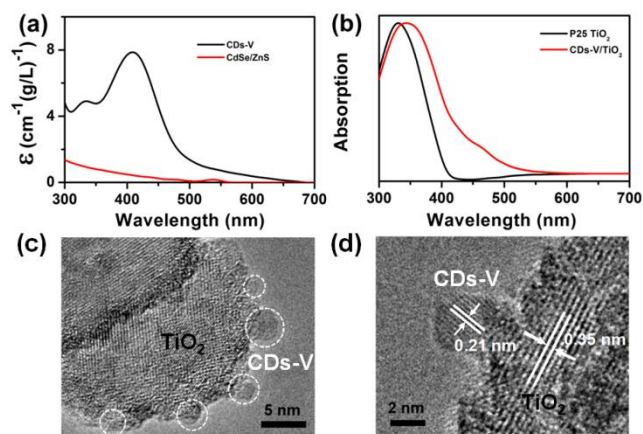 (a)
CDs-V
CdSe/ZnS
8
4
0
300 400 500 600 700
Wavelength (nm)
Ɛ (cm⁻¹(g/L)⁻¹)
(b)
P25 TiO₂
CDs-V/TiO₂
Absorption
300 400 500 600 700
Wavelength (nm)
(c)
TiO₂
CDs-V
5 nm
(d)
CDs-V
0.21 nm
0.35 nm
TiO₂
2 nm